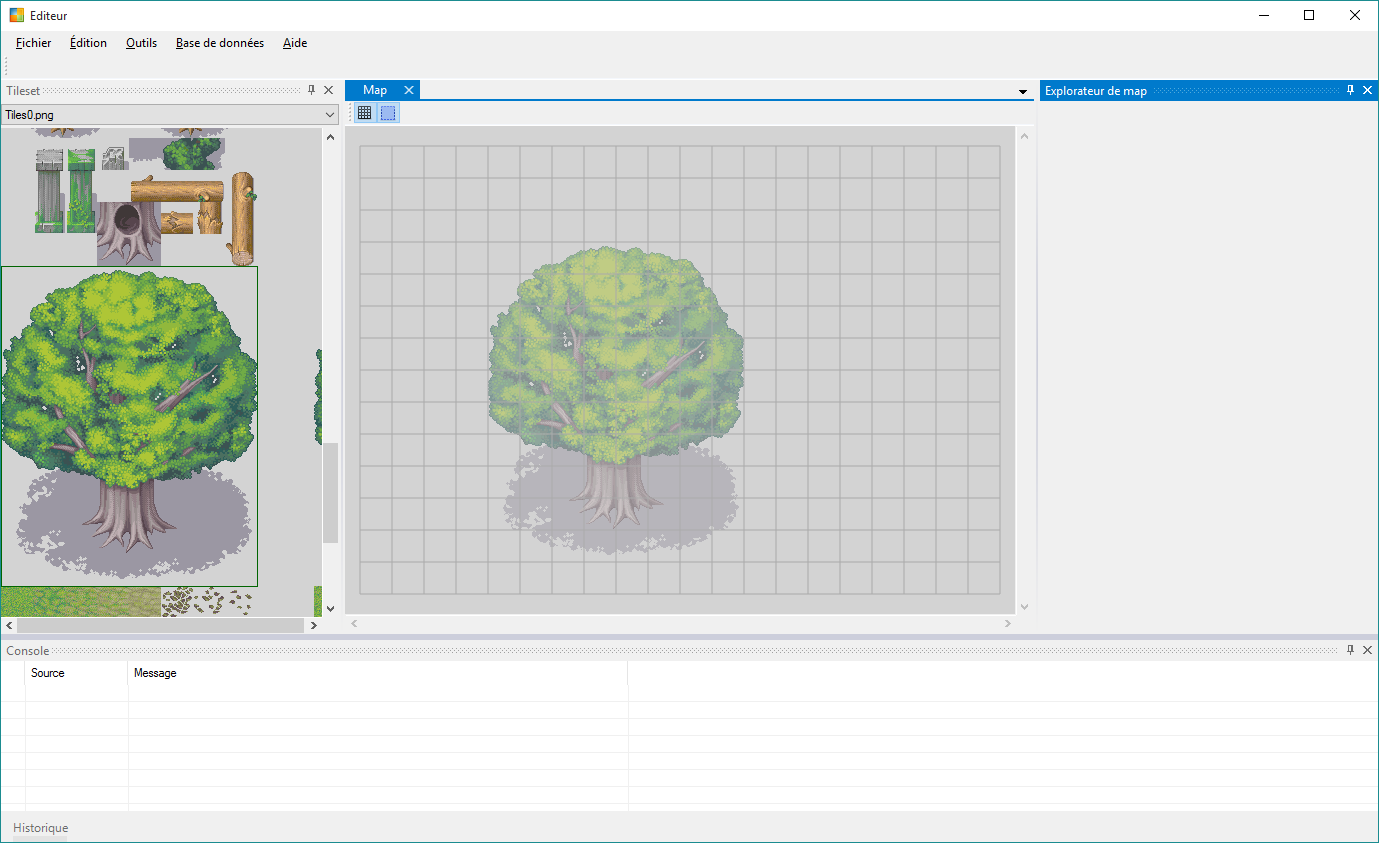 Editeur
Fichier Édition Outils Base de données Aide
Tileset
Tiles0.png
Map
Explorateur de map
Console
Source Message
Historique